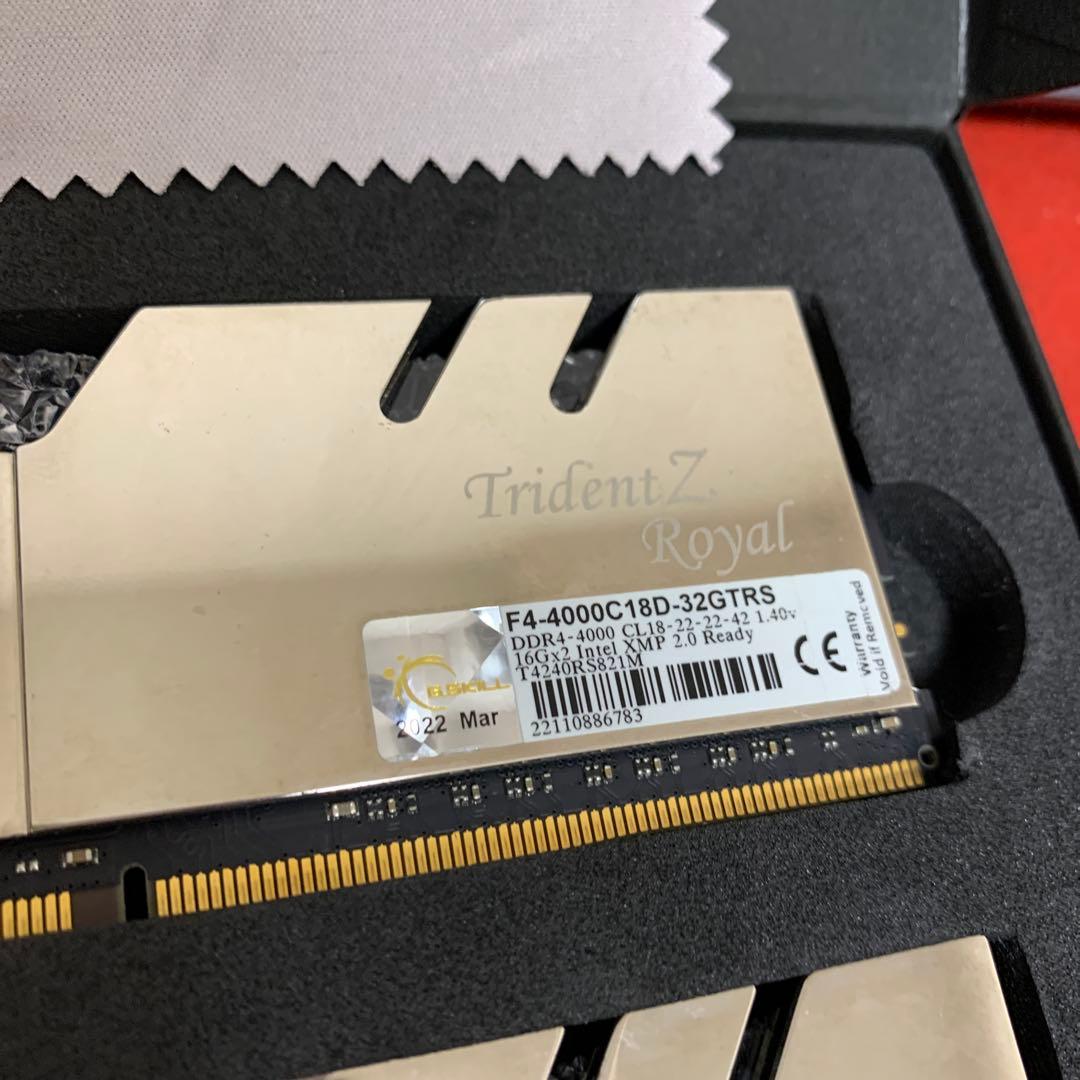 TridentZ
Royal
F4-4000C18D-32GTRS
DDR4-4000 CL18-22-22-42 1.40v
16Gx2 Intel XMP 2.0 Ready
T4240RS821M
22110886783
G.SKILL
2022 Mar
CE
Warranty
Void if Removed